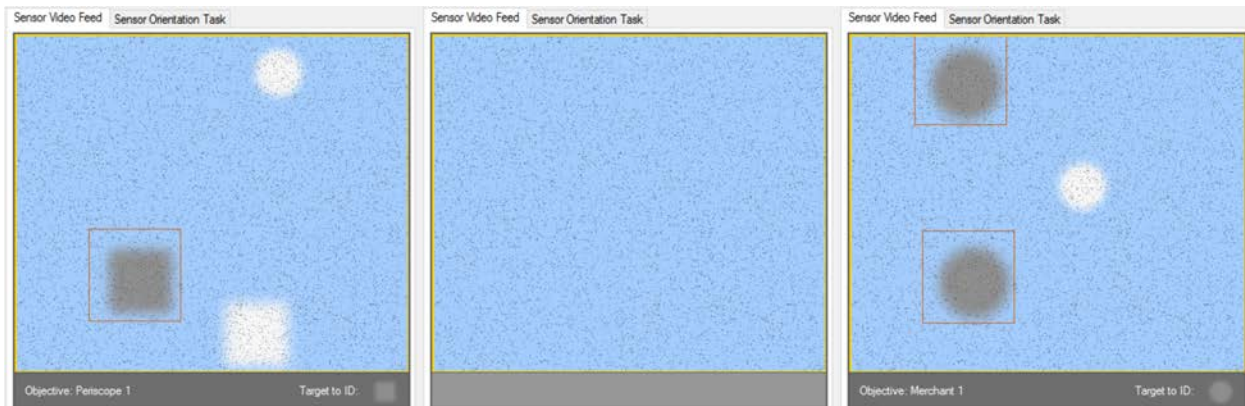 Sensor Video Feed Sensor Orientation Task
Objective: Periscope 1 Target to ID:
Sensor Video Feed Sensor Orientation Task
Sensor Video Feed Sensor Orientation Task
Objective: Merchant 1 Target to ID: